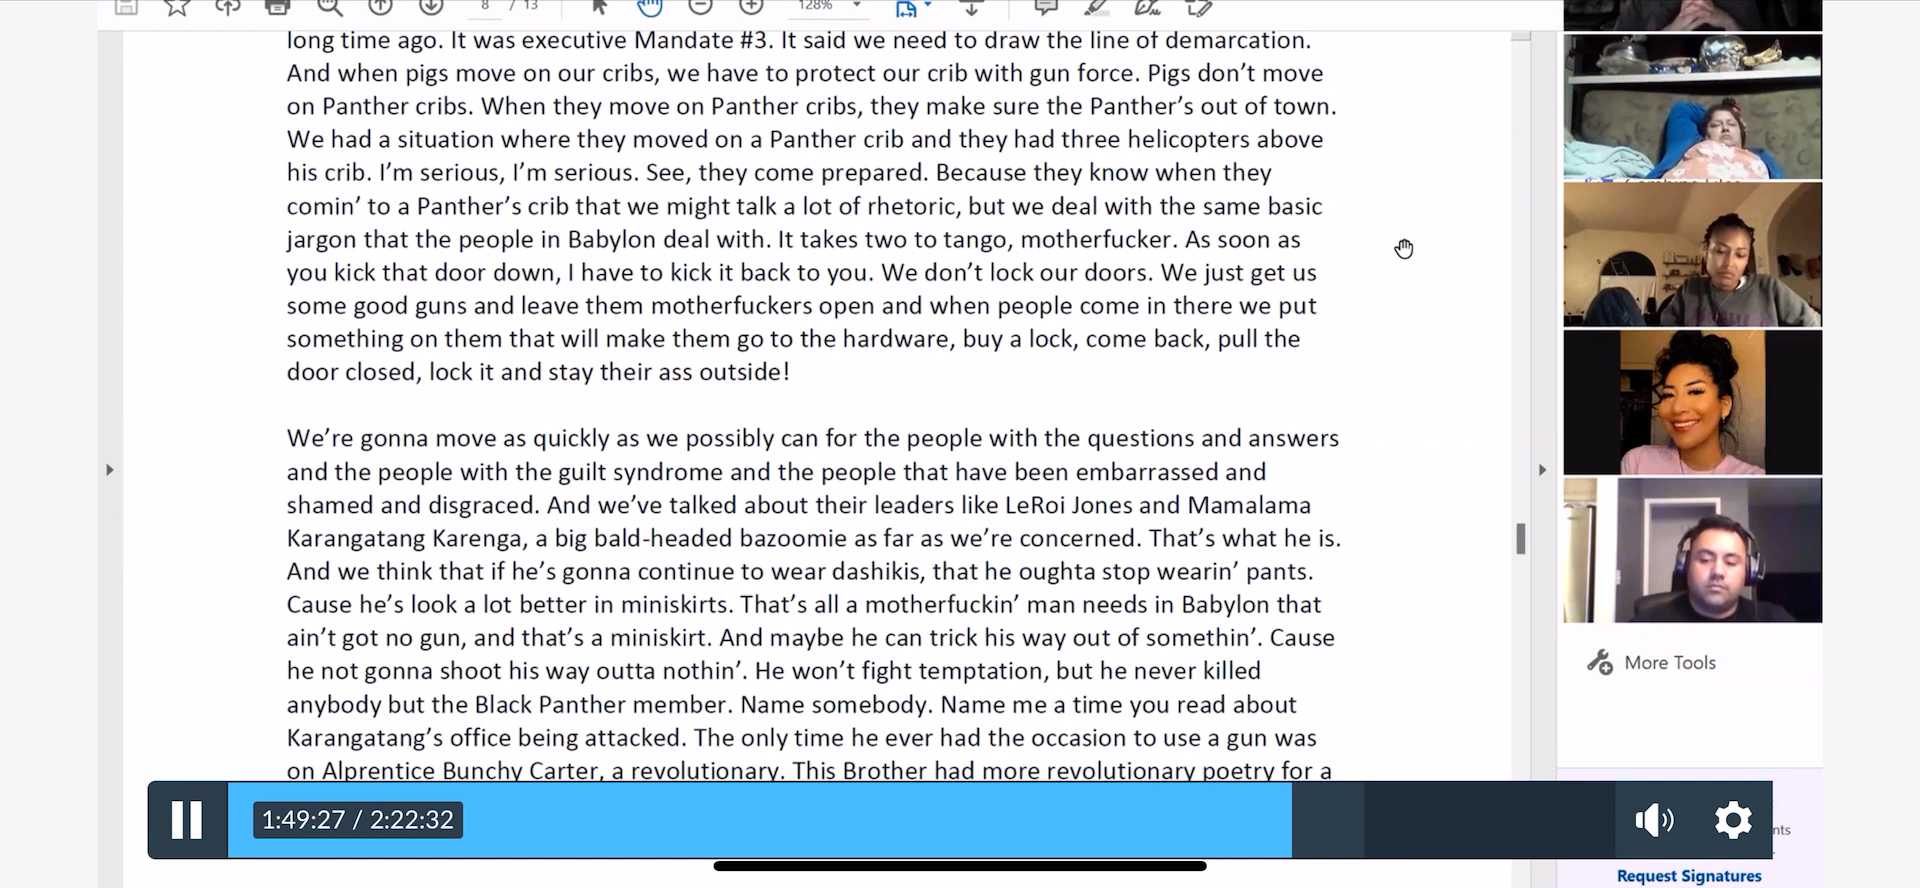 8 / 13
128%
long time ago. It was executive Mandate #3. It said we need to draw the line of demarcation.
And when pigs move on our cribs, we have to protect our crib with gun force. Pigs don’t move
on Panther cribs. When they move on Panther cribs, they make sure the Panther’s out of town.
We had a situation where they moved on a Panther crib and they had three helicopters above
his crib. I’m serious, I’m serious. See, they come prepared. Because they know when they
comin’ to a Panther’s crib that we might talk a lot of rhetoric, but we deal with the same basic
jargon that the people in Babylon deal with. It takes two to tango, motherfucker. As soon as
you kick that door down, I have to kick it back to you. We don’t lock our doors. We just get us
some good guns and leave them motherfuckers open and when people come in there we put
something on them that will make them go to the hardware, buy a lock, come back, pull the
door closed, lock it and stay their ass outside!
We’re gonna move as quickly as we possibly can for the people with the questions and answers
and the people with the guilt syndrome and the people that have been embarrassed and
shamed and disgraced. And we’ve talked about their leaders like LeRoi Jones and Mamalama
Karangatang Karenga, a big bald-headed bazoomie as far as we’re concerned. That’s what he is.
And we think that if he’s gonna continue to wear dashikis, that he oughta stop wearin’ pants.
Cause he’s look a lot better in miniskirts. That’s all a motherfuckin’ man needs in Babylon that
ain’t got no gun, and that’s a miniskirt. And maybe he can trick his way out of somethin’. Cause
he not gonna shoot his way outta nothin’. He won’t fight temptation, but he never killed
anybody but the Black Panther member. Name somebody. Name me a time you read about
Karangatang’s office being attacked. The only time he ever had the occasion to use a gun was
on Alprentice Bunchy Carter, a revolutionary. This Brother had more revolutionary poetry for a
More Tools
1:49:27 / 2:22:32
nts
Request Signatures